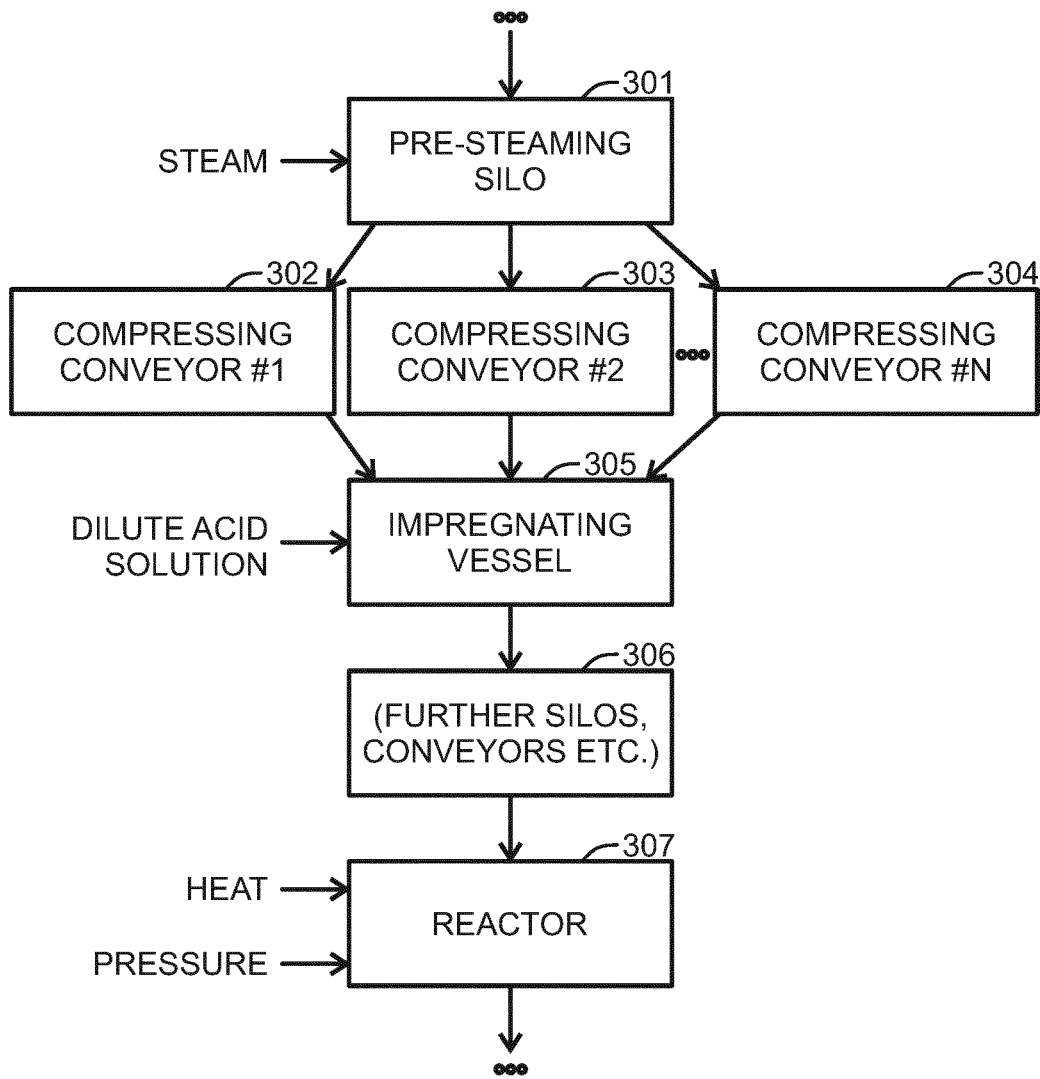 301
PRE-STEAMING
SILO
STEAM
302
303
304
COMPRESSING
CONVEYOR #1
COMPRESSING
CONVEYOR #2
COMPRESSING
CONVEYOR #N
305
DILUTE ACID
SOLUTION
IMPREGNATING
VESSEL
306
(FURTHER SILOS,
CONVEYORS ETC.)
307
HEAT
REACTOR
PRESSURE